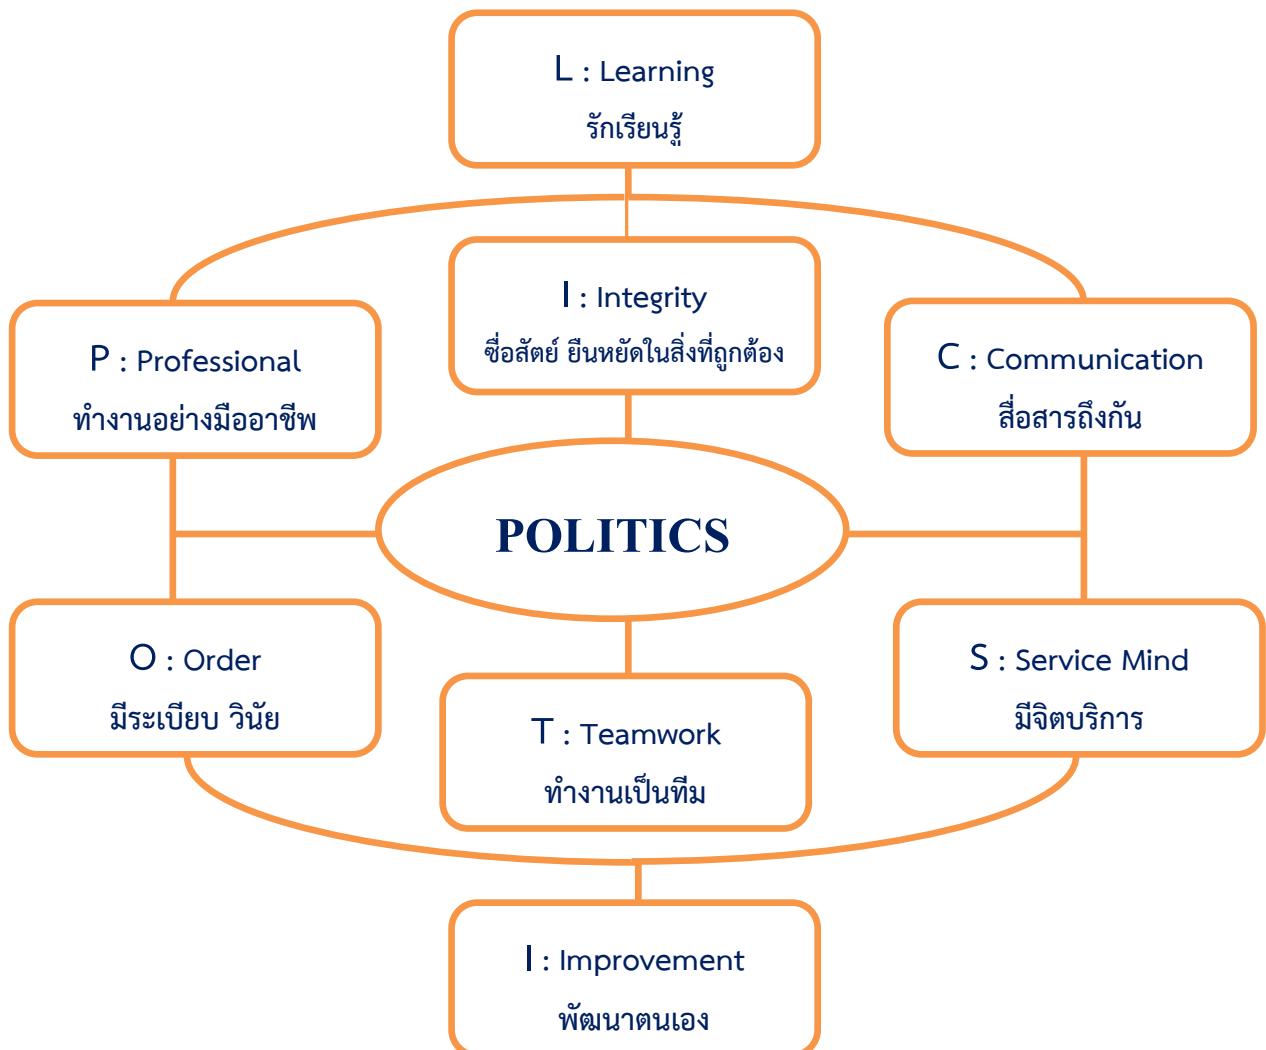 L : Learning
รักเรียนรู้
I : Integrity
ซื่อสัตย์ ยืนหยัดในสิ่งที่ถูกต้อง
P : Professional
ทำงานอย่างมืออาชีพ
C : Communication
สื่อสารถึงกัน
POLITICS
O : Order
มีระเบียบ วินัย
S : Service Mind
มีจิตบริการ
T : Teamwork
ทำงานเป็นทีม
I : Improvement
พัฒนาตนเอง